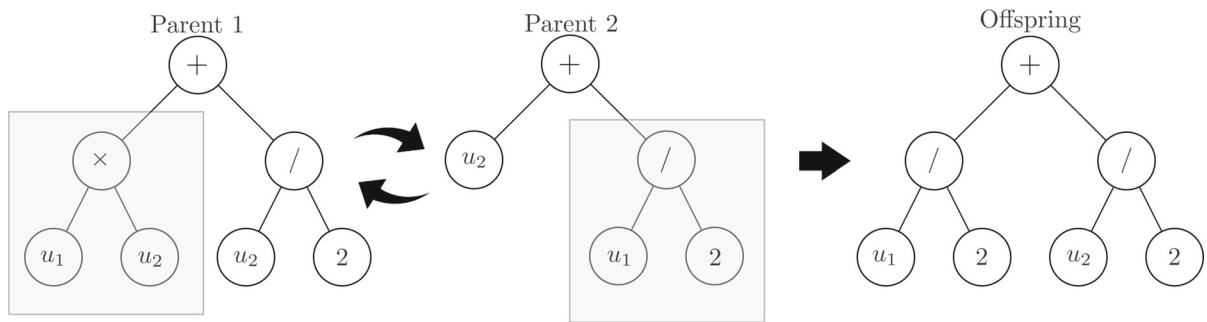 Parent 1 Parent 2 Offspring
+ + +
× / u₂ / / /
u₁ u₂ u₂ 2 u₁ 2 u₁ 2 u₂ 2